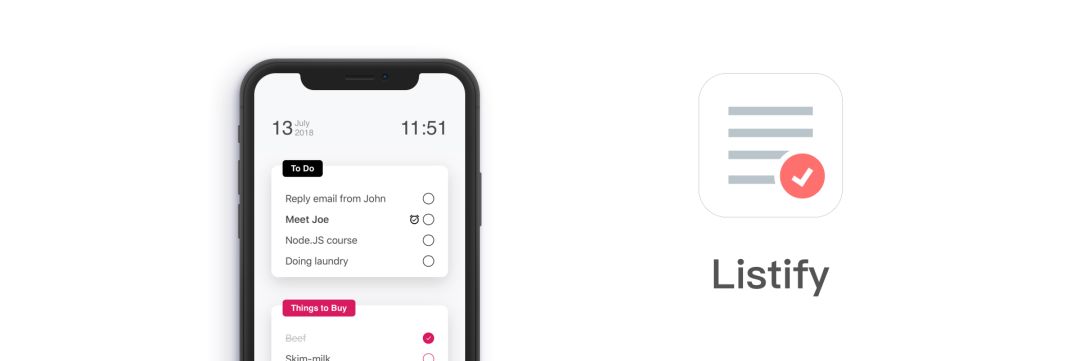 13 July 2018
11:51
To Do
Reply email from John
Meet Joe
Node.JS course
Doing laundry
Things to Buy
Beef
Skim-milk
Listify